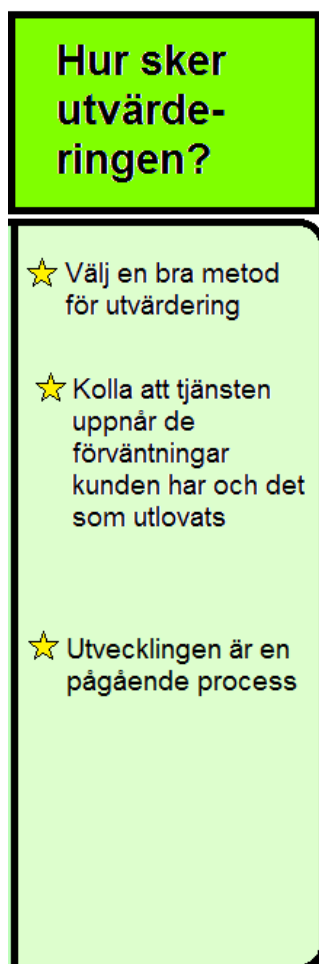 Hur sker
utvärde-
ringen?
Välj en bra metod
för utvärdering
Kolla att tjänsten
uppnår de
förväntningar
kunden har och det
som utlovats
Utvecklingen är en
pågående process